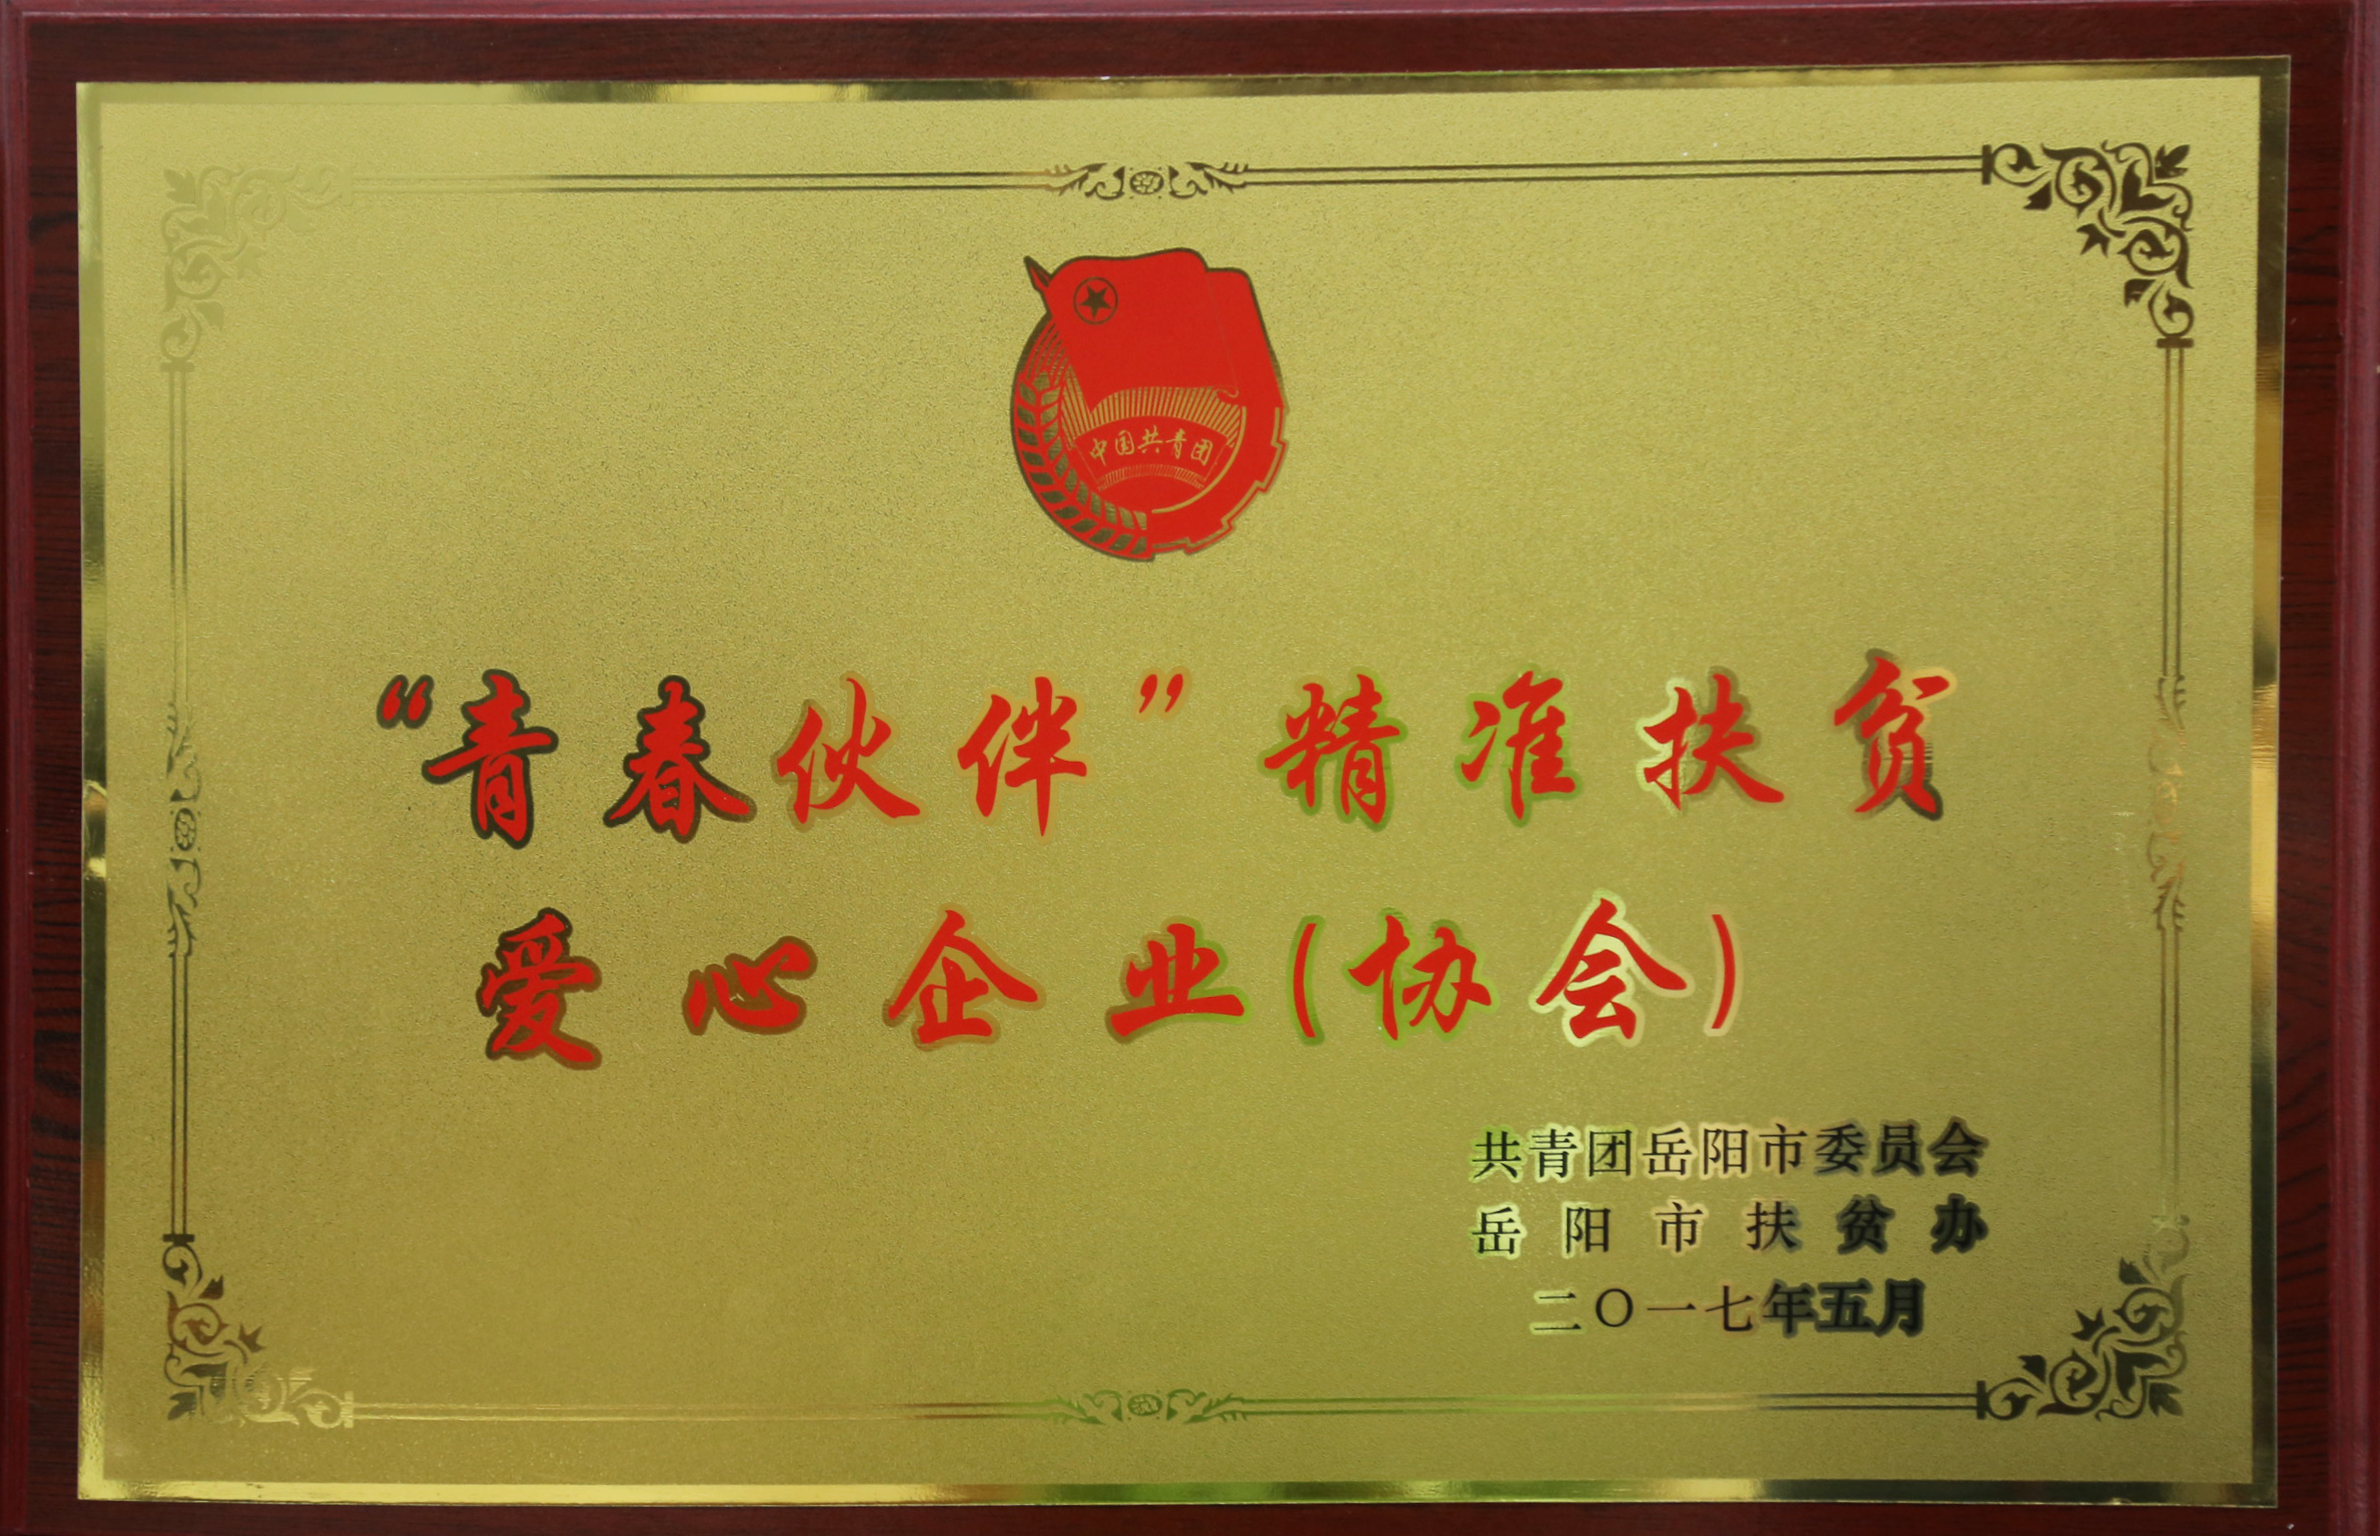 中国共青团
“青春伙伴”精准扶贫
爱心企业(协会)
共青团岳阳市委员会
岳阳市扶贫办
二〇一七年五月